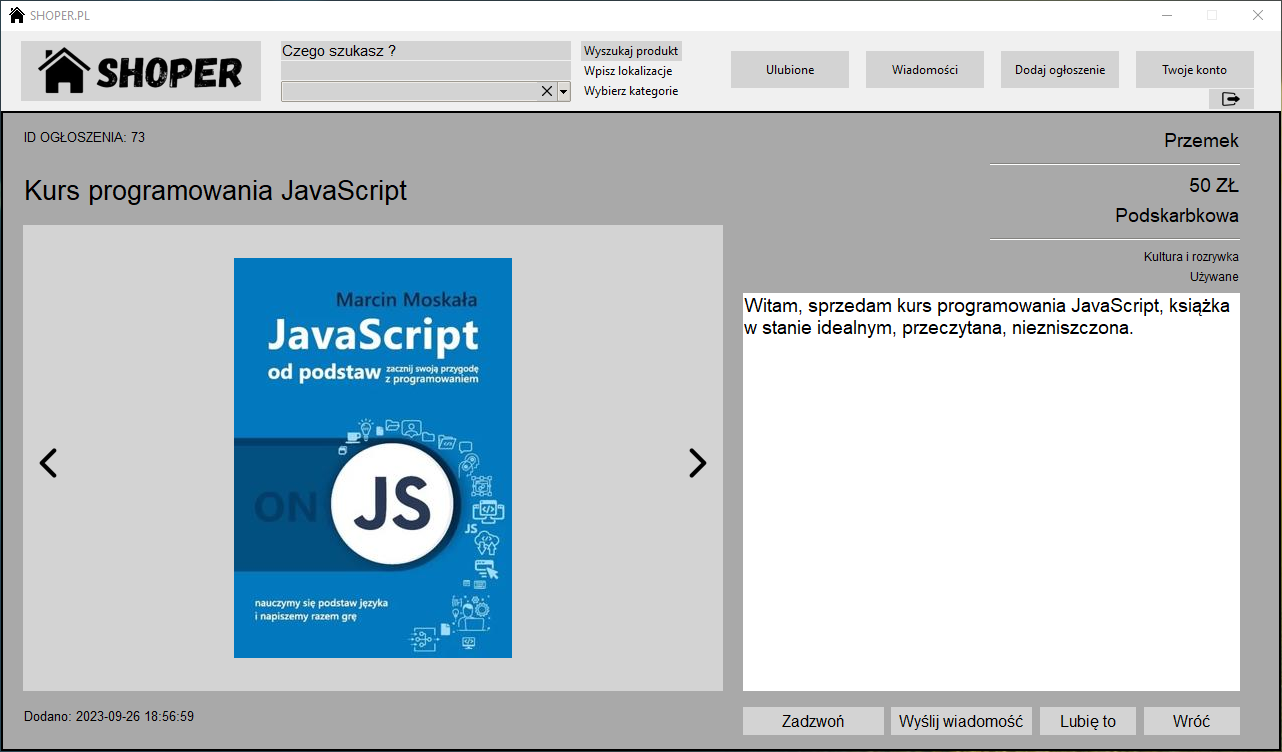 SHOPER.PL
SHOPER
Czego szukasz ?
Wyszukaj produkt
Wpisz lokalizacje
Wybierz kategorie
Ulubione
Wiadomości
Dodaj ogłoszenie
Twoje konto
ID OGŁOSZENIA: 73
Kurs programowania JavaScript
Marcin Moskała
JavaScript
od podstaw
zacznij swoją przygodę
z programowaniem
ON
JS
JS
nauczymy się podstaw języka
i napiszemy razem grę
Dodano: 2023-09-26 18:56:59
Przemek
50 ZŁ
Podskarbkowa
Kultura i rozrywka
Używane
Witam, sprzedam kurs programowania JavaScript, książka
w stanie idealnym, przeczytana, niezniszczona.
Zadzwoń
Wyślij wiadomość
Lubię to
Wróć